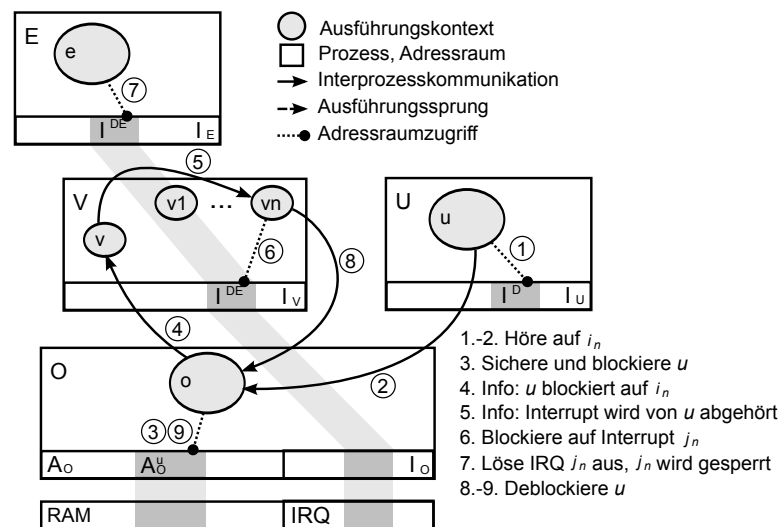 E
e
7
I DE
I E
Ausführungskontext
Prozess, Adressraum
Interprozesskommunikation
Ausführungssprung
Adressraumzugriff
5
V
v1
...
vn
v
6
8
I DE
I V
4
U
u
1
I D
I U
2
O
o
3 9
A O
A u O
I O
RAM
IRQ
1.-2. Höre auf i n
3. Sichere und blockiere u
4. Info: u blockiert auf i n
5. Info: Interrupt wird von u abgehört
6. Blockiere auf Interrupt j n
7. Löse IRQ j n aus, j n wird gesperrt
8.-9. Deblockiere u